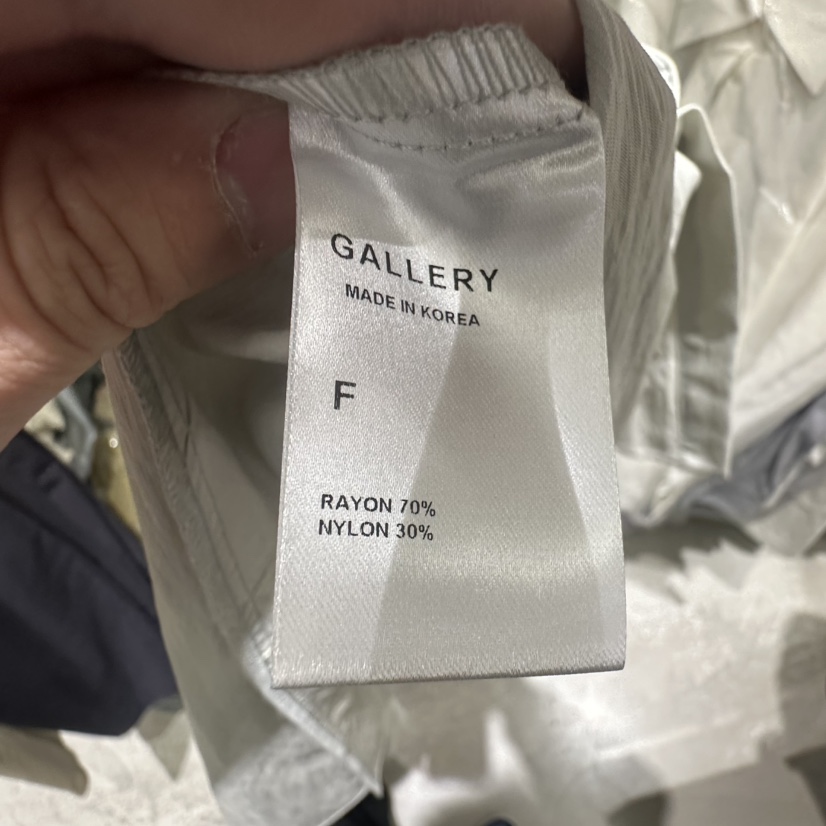 GALLERY
MADE IN KOREA
F
RAYON 70%
NYLON 30%